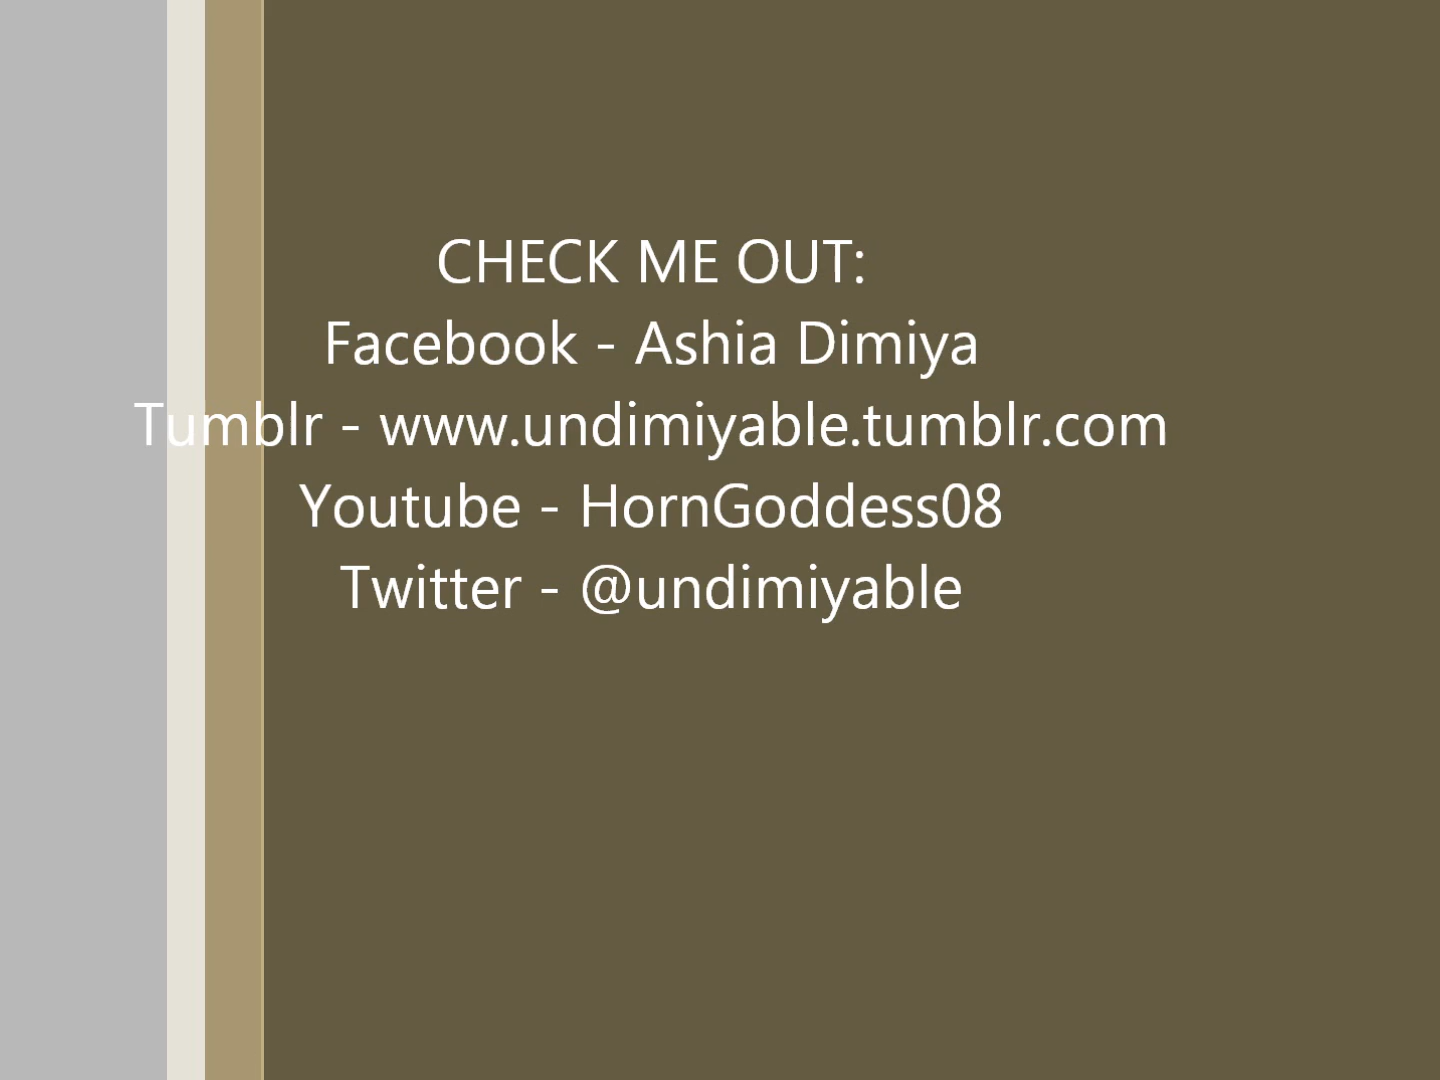 CHECK ME OUT:
Facebook - Ashia Dimiya
Tumblr - www.undimiyable.tumblr.com
Youtube - HornGoddess08
Twitter - @undimiyable